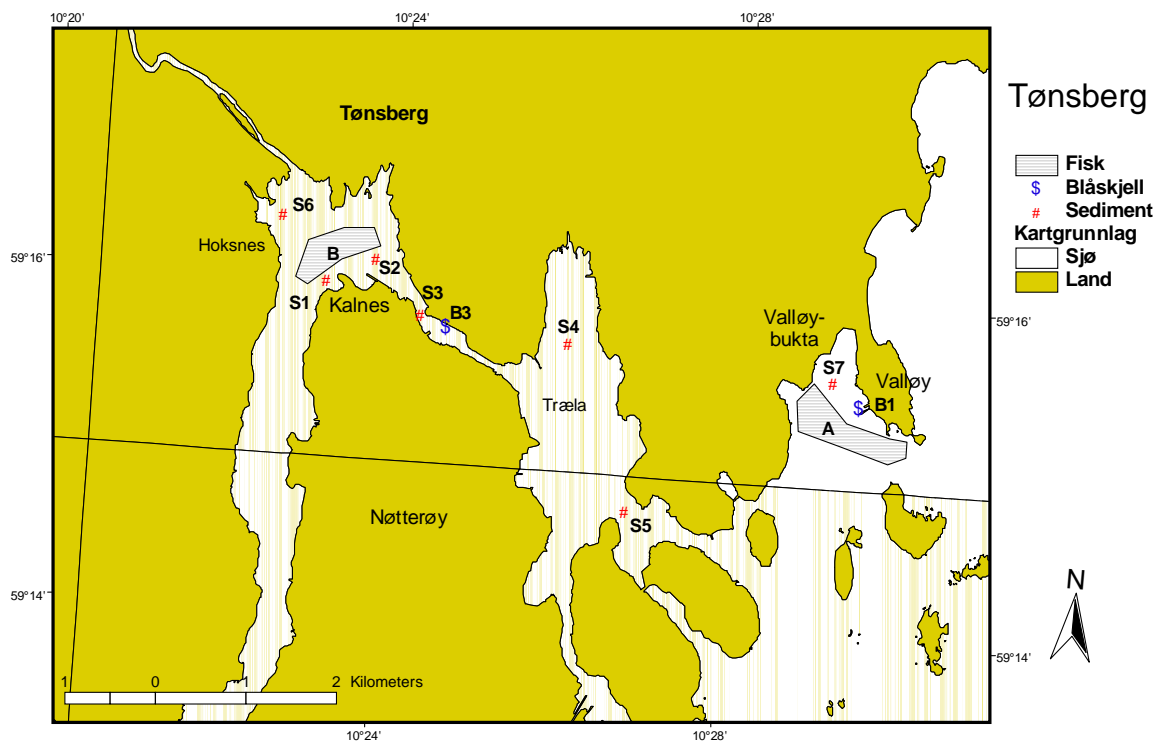 10°20'
10°24'
10°28'
Tønsberg
Tønsberg
Fisk
$ Blåskjell
# Sediment
Kartgrunnlag
Sjø
Land
S6
#
Hoksnes
B
#
S2
59°16'
#
S1
Kalnes
S3
#
B3
$
59°16'
Valløy-
bukta
S4
#
S7
#
Valløy
$
B1
Træla
A
Nøtterøy
#
S5
59°14'
N
59°14'
1 0 1 2 Kilometers
10°24'
10°28'